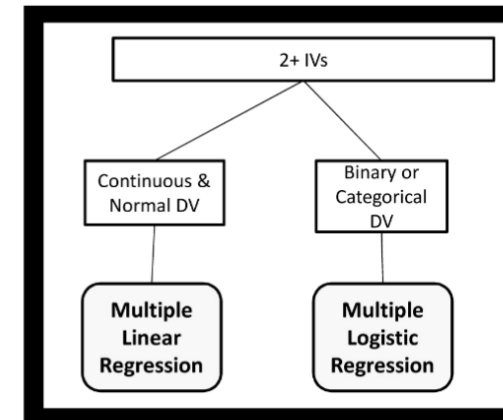 2+ IVs
Continuous &
Normal DV
Binary or
Categorical
DV
Multiple
Linear
Regression
Multiple
Logistic
Regression